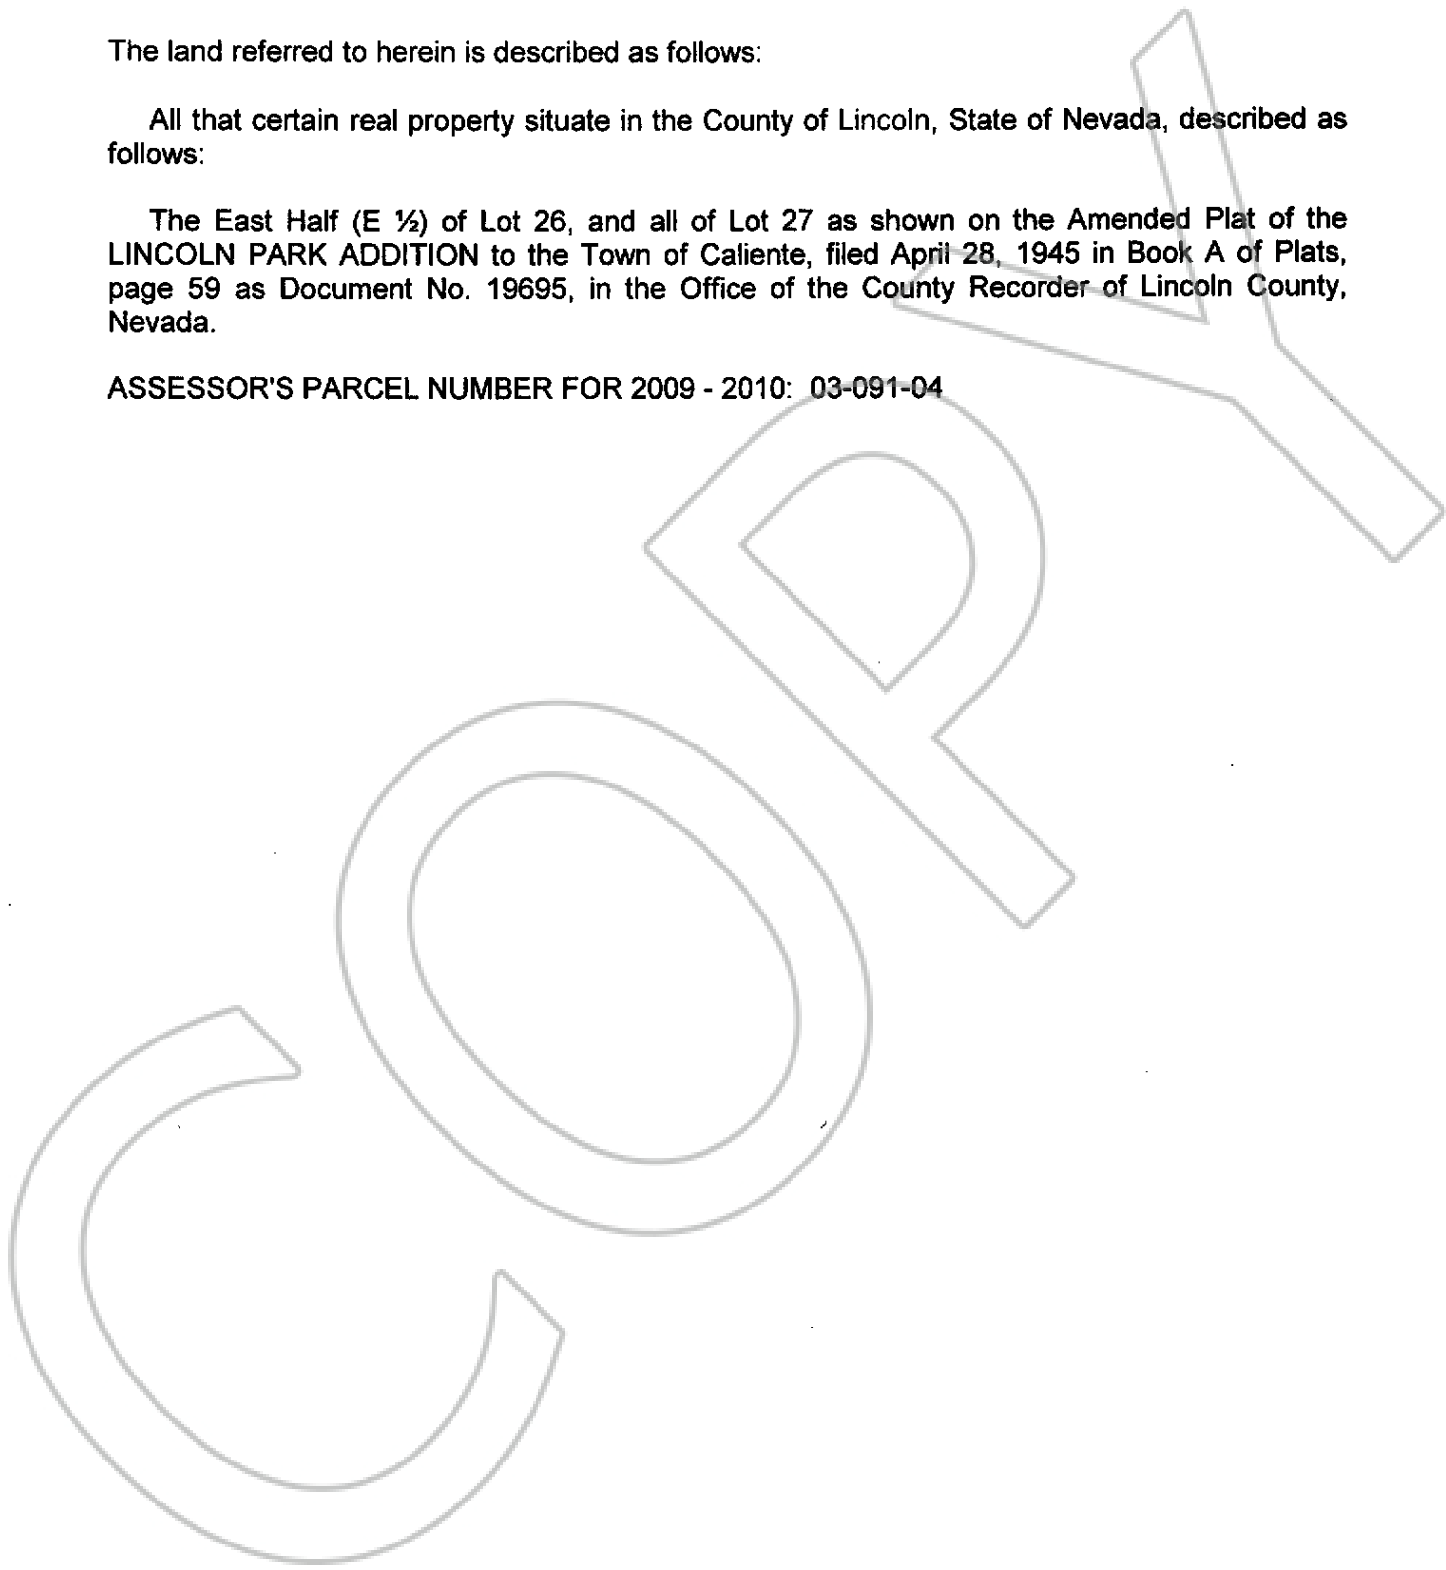 The land referred to herein is described as follows:
All that certain real property situate in the County of Lincoln, State of Nevada, described as
follows:
The East Half (E ½) of Lot 26, and all of Lot 27 as shown on the Amended Plat of the
LINCOLN PARK ADDITION to the Town of Caliente, filed April 28, 1945 in Book A of Plats,
page 59 as Document No. 19695, in the Office of the County Recorder of Lincoln County,
Nevada.
ASSESSOR'S PARCEL NUMBER FOR 2009 - 2010: 03-091-04
COPY